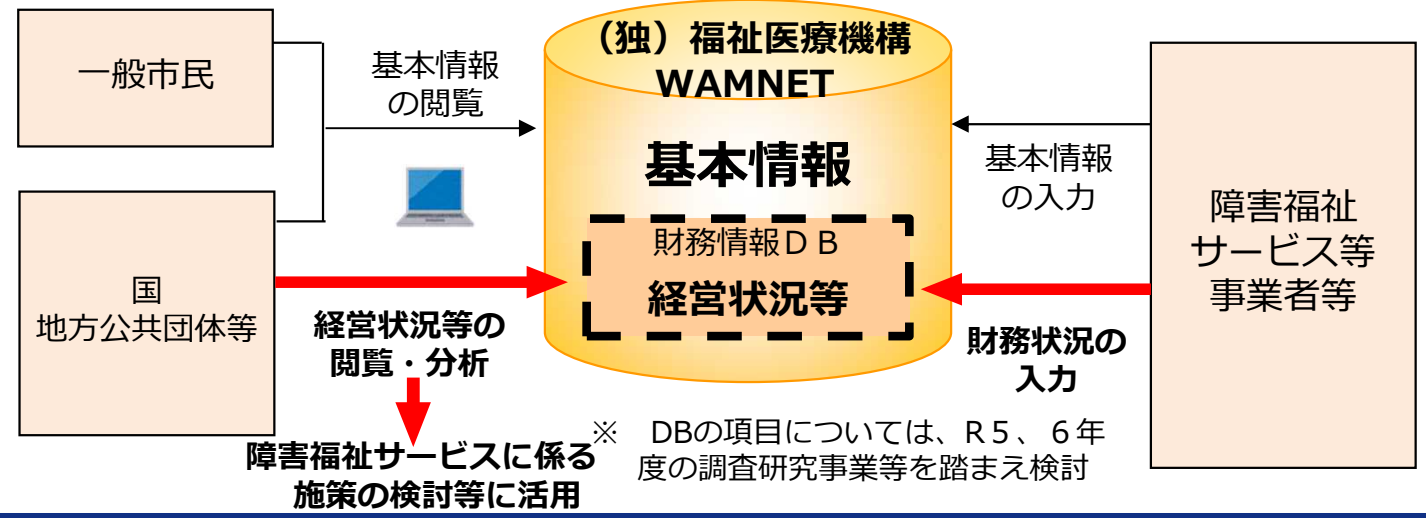 一般市民
国
地方公共団体等
基本情報
の閲覧
経営状況等の
閲覧・分析
障害福祉サービスに係る
施策の検討等に活用
（独）福祉医療機構
WAMNET
基本情報
財務情報ＤＢ
経営状況等
基本情報
の入力
財務状況の
入力
障害福祉
サービス等
事業者等
※　DBの項目については、R５、６年
度の調査研究事業等を踏まえ検討